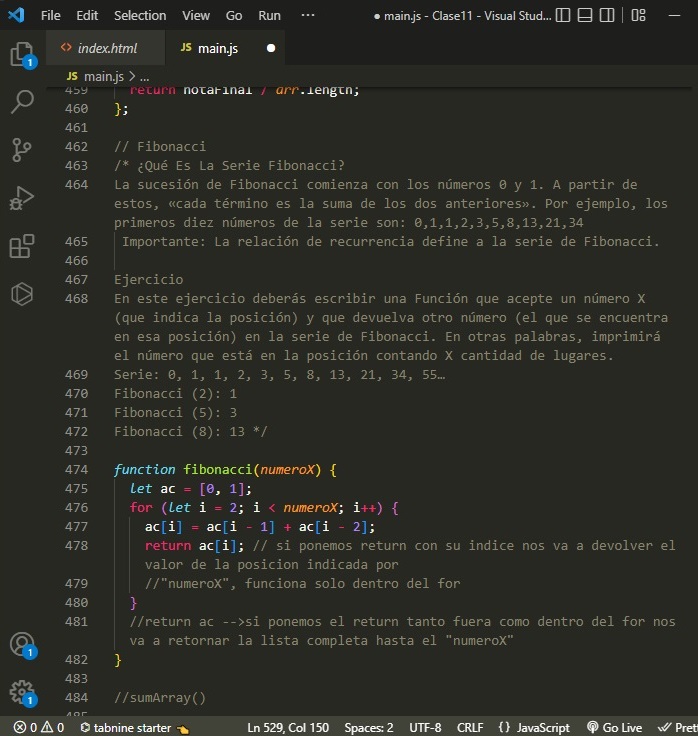 File Edit Selection View Go Run ··· ● main.js - Clase11 - Visual Stud...
<> index.html JS main.js ●
1
JS main.js > ...
459 return notaFinal / arr.length;
460 };
461
462 // Fibonacci
463 /* ¿Qué Es La Serie Fibonacci?
464 La sucesión de Fibonacci comienza con los números 0 y 1. A partir de
estos, «cada término es la suma de los dos anteriores». Por ejemplo, los
primeros diez números de la serie son: 0,1,1,2,3,5,8,13,21,34
465 Importante: La relación de recurrencia define a la serie de Fibonacci.
466
467 Ejercicio
468 En este ejercicio deberás escribir una Función que acepte un número X
(que indica la posición) y que devuelva otro número (el que se encuentra
en esa posición) en la serie de Fibonacci. En otras palabras, imprimirá
el número que está en la posición contando X cantidad de lugares.
469 Serie: 0, 1, 1, 2, 3, 5, 8, 13, 21, 34, 55…
470 Fibonacci (2): 1
471 Fibonacci (5): 3
472 Fibonacci (8): 13 */
473
474 function fibonacci(numeroX) {
475 let ac = [0, 1];
476 for (let i = 2; i < numeroX; i++) {
477 ac[i] = ac[i - 1] + ac[i - 2];
478 return ac[i]; // si ponemos return con su indice nos va a devolver el
valor de la posicion indicada por
479 //"numeroX", funciona solo dentro del for
480 }
481 //return ac -->si ponemos el return tanto fuera como dentro del for nos
va a retornar la lista completa hasta el "numeroX"
482 }
483
484 //sumArray()
485
1
1
0 0 tabnine starter 👈 Ln 529, Col 150 Spaces: 2 UTF-8 CRLF {} JavaScript Go Live Pret